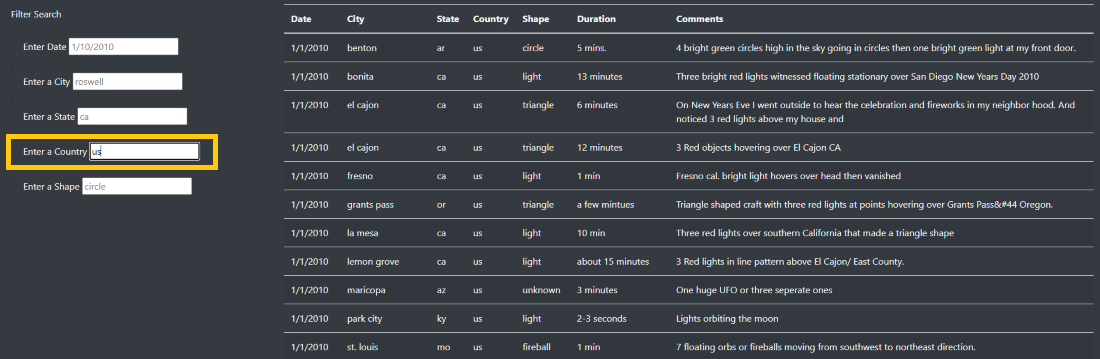 Filter Search
Enter Date 1/10/2010
Enter a City roswell
Enter a State ca
Enter a Country us
Enter a Shape circle
Date City State Country Shape Duration Comments
1/1/2010 benton ar us circle 5 mins. 4 bright green circles high in the sky going in circles then one bright green light at my front door.
1/1/2010 bonita ca us light 13 minutes Three bright red lights witnessed floating stationary over San Diego New Years Day 2010
1/1/2010 el cajon ca us triangle 6 minutes On New Years Eve I went outside to hear the celebration and fireworks in my neighbor hood. And
noticed 3 red lights above my house and
1/1/2010 el cajon ca us triangle 12 minutes 3 Red objects hovering over El Cajon CA
1/1/2010 fresno ca us light 1 min Fresno cal. bright light hovers over head then vanished
1/1/2010 grants pass or us triangle a few mintues Triangle shaped craft with three red lights at points hovering over Grants Pass&#44 Oregon.
1/1/2010 la mesa ca us light 10 min Three red lights over southern California that made a triangle shape
1/1/2010 lemon grove ca us light about 15 minutes 3 Red lights in line pattern above El Cajon/ East County.
1/1/2010 maricopa az us unknown 3 minutes One huge UFO or three seperate ones
1/1/2010 park city ky us light 2-3 seconds Lights orbiting the moon
1/1/2010 st. louis mo us fireball 1 min 7 floating orbs or fireballs moving from southwest to northeast direction.